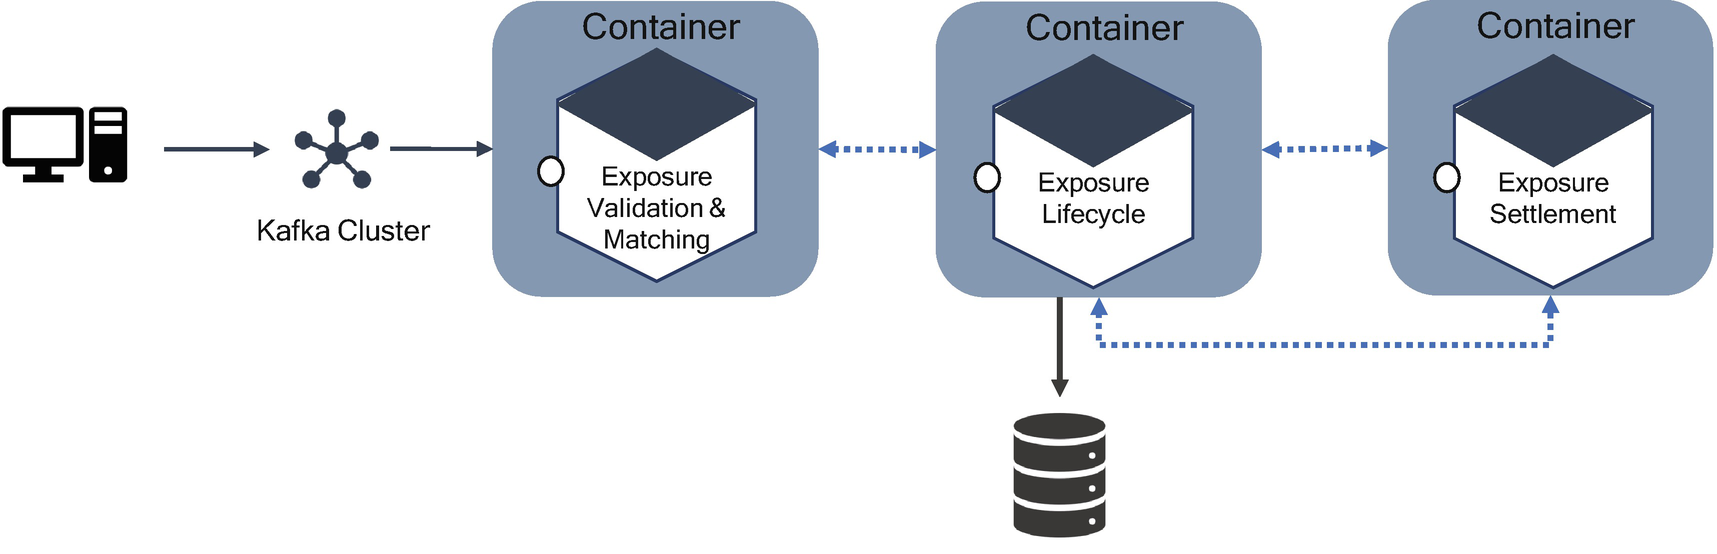 Kafka Cluster
Container
Exposure
Validation &
Matching
Container
Exposure
Lifecycle
Container
Exposure
Settlement